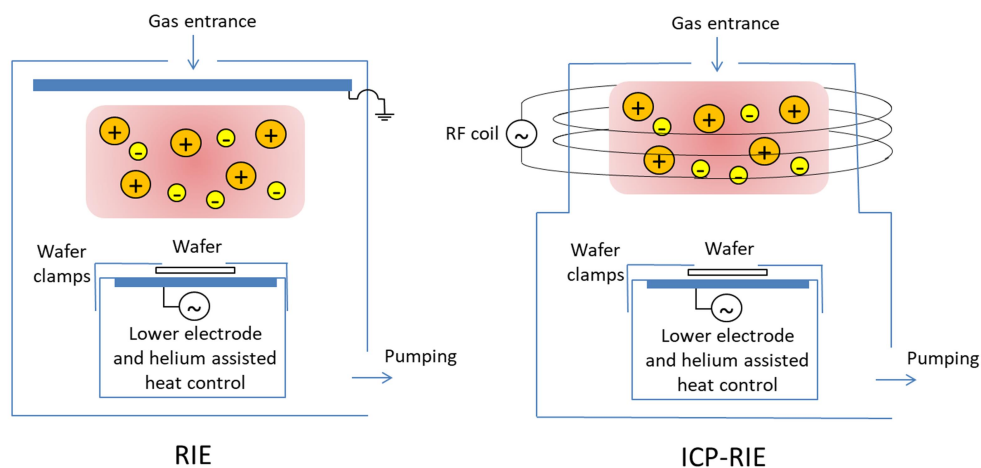 Gas entrance
+
+
+
-
-
+
+
-
-
-
Wafer
clamps
Wafer
~
Lower electrode
and helium assisted
heat control
Pumping
RIE
Gas entrance
RF coil
~
+
+
+
-
-
+
+
-
-
-
Wafer
clamps
Wafer
~
Lower electrode
and helium assisted
heat control
Pumping
ICP-RIE